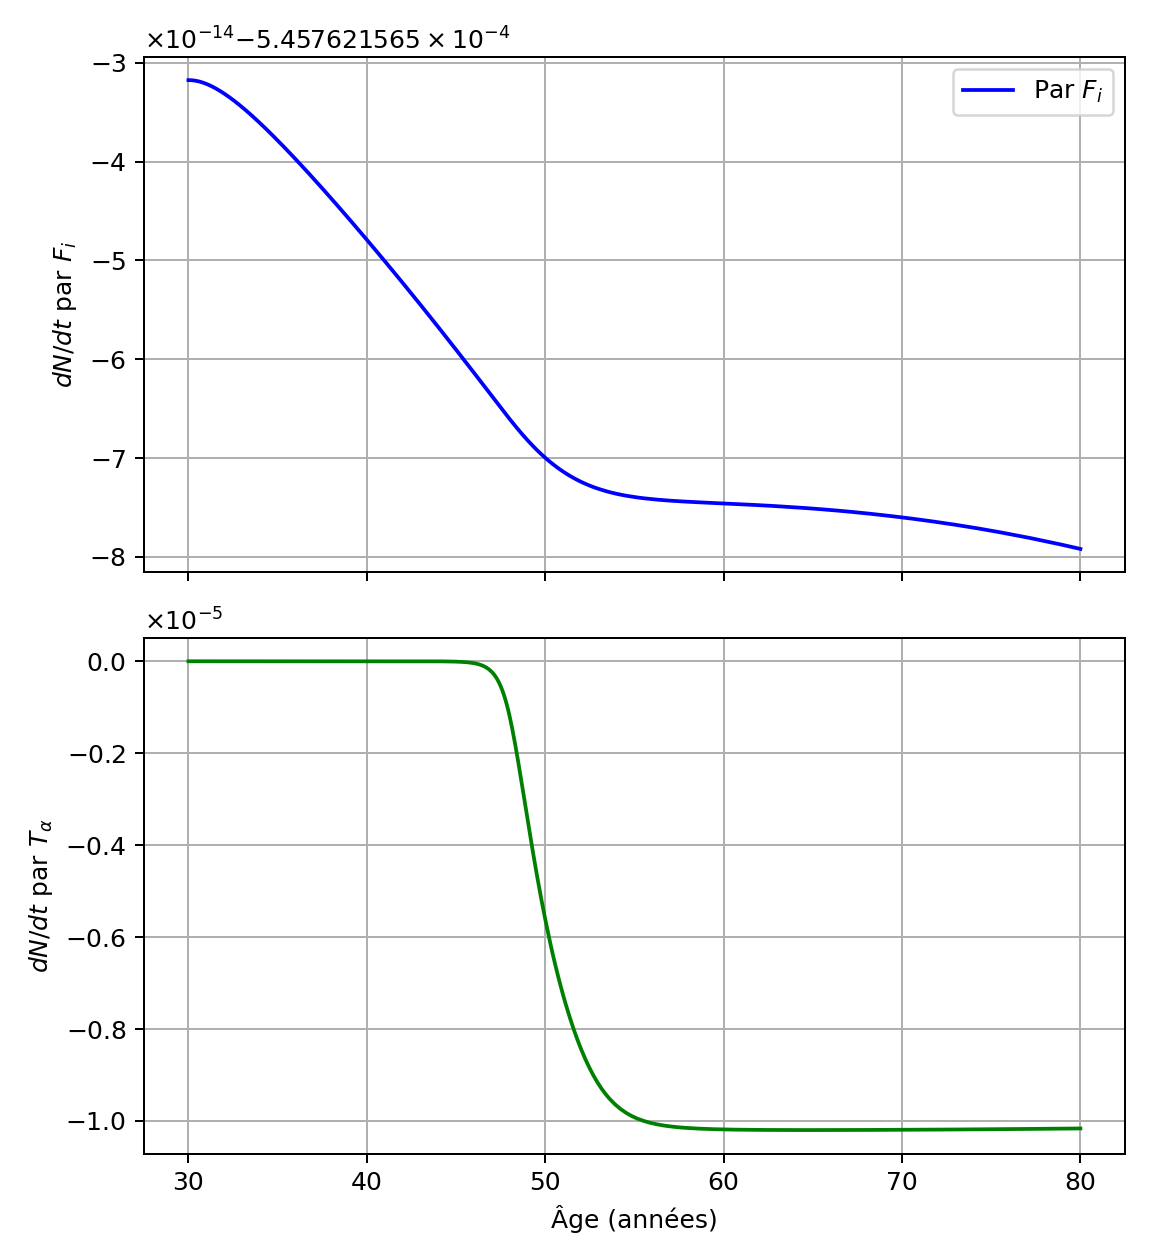 ×10⁻¹⁴−5.457621565 × 10⁻⁴
−3
−4
−5
−6
−7
−8
dN/dt par Fᵢ
Par Fᵢ
×10⁻⁵
0.0
−0.2
−0.4
−0.6
−0.8
−1.0
dN/dt par Tα
30 40 50 60 70 80
Âge (années)